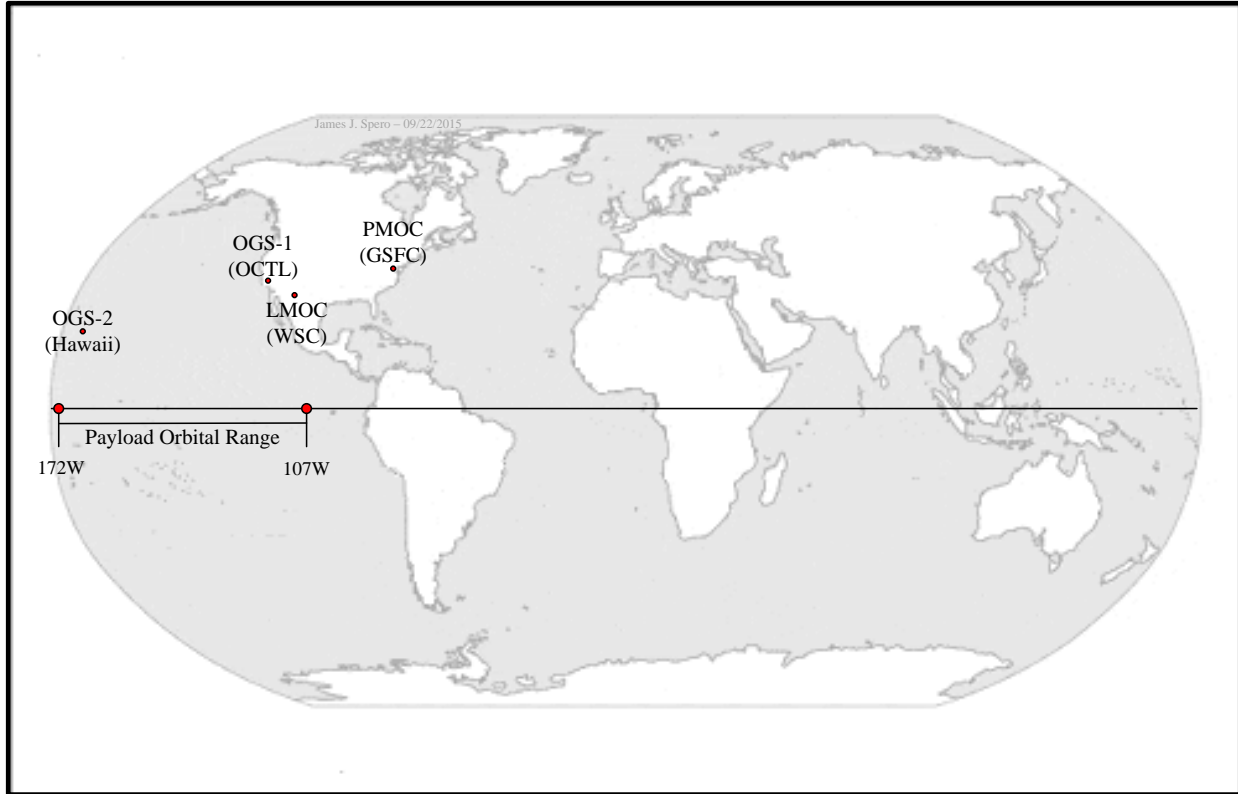 James J. Spero – 09/22/2015
PMOC
(GSFC)
OGS-1
(OCTL)
LMOC
(WSC)
OGS-2
(Hawaii)
Payload Orbital Range
172W
107W